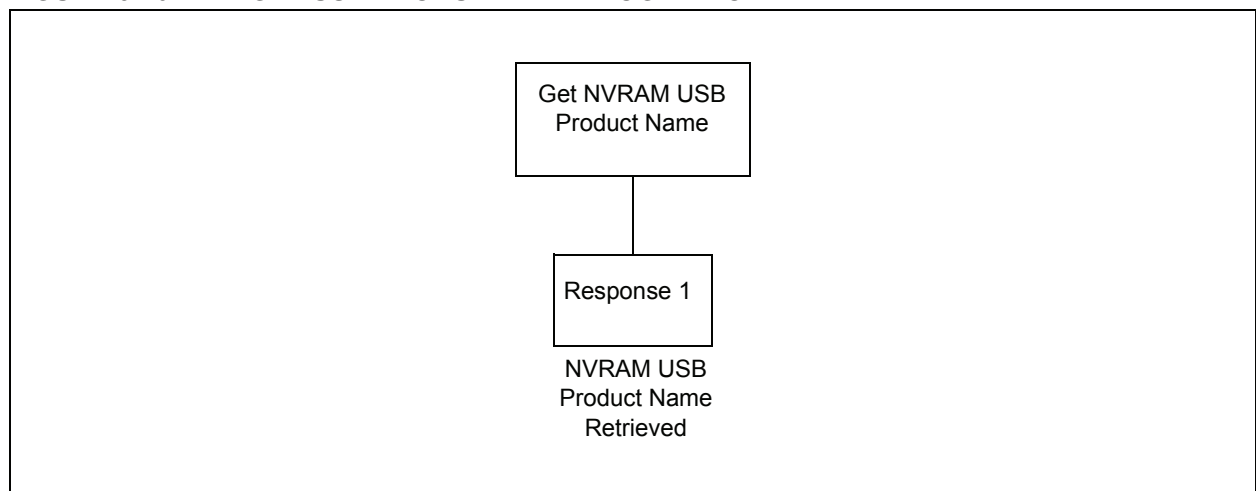 Get NVRAM USB
Product Name
Response 1
NVRAM USB
Product Name
Retrieved